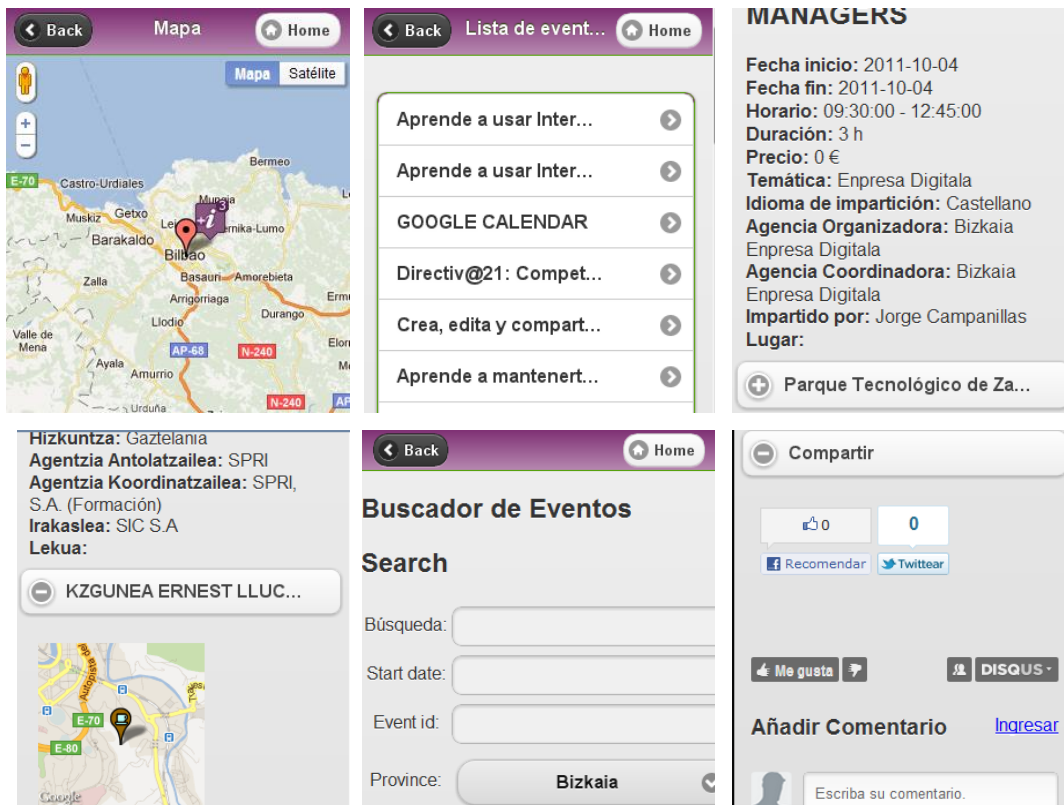 Back
Mapa
Home
Mapa
Satélite
E-70
Bermeo
Castro-Urdiales
Mungia
Muskiz
Getxo
3
+i
Barakaldo
Bilbao
Zalla
Basauri
Amorebieta
Arrigorriaga
Durango
Llodio
Valle de
Mena
AP-68
N-240
Ayala
Amurrio
N-240
Urduña
Back
Lista de event...
Home
Aprende a usar Inter...
Aprende a usar Inter...
GOOGLE CALENDAR
Directiv@21: Compet...
Crea, edita y compart...
Aprende a mantenert...
MANAGERS
Fecha inicio: 2011-10-04
Fecha fin: 2011-10-04
Horario: 09:30:00 - 12:45:00
Duración: 3 h
Precio: 0 €
Temática: Enpresa Digitala
Idioma de impartición: Castellano
Agencia Organizadora: Bizkaia
Enpresa Digitala
Agencia Coordinadora: Bizkaia
Enpresa Digitala
Impartido por: Jorge Campanillas
Lugar:
Parque Tecnológico de Za...
Hizkuntza: Gaztelania
Agentzia Antolatzailea: SPRI
Agentzia Koordinatzailea: SPRI,
S.A. (Formación)
Irakaslea: SIC S.A
Lekua:
KZGUNEA ERNEST LLUC...
Autopista del
E-70
E-80
Google
Back
Home
Buscador de Eventos
Search
Búsqueda:
Start date:
Event id:
Province:
Bizkaia
Compartir
0
0
Recomendar
Twittear
Me gusta
DISQUS
Añadir Comentario
Ingresar
Escriba su comentario.